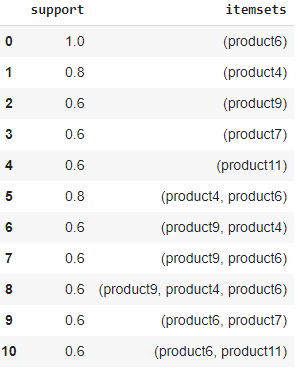 support itemsets
0 1.0 (product6)
1 0.8 (product4)
2 0.6 (product9)
3 0.6 (product7)
4 0.6 (product11)
5 0.8 (product4, product6)
6 0.6 (product9, product4)
7 0.6 (product9, product6)
8 0.6 (product9, product4, product6)
9 0.6 (product6, product7)
10 0.6 (product6, product11)